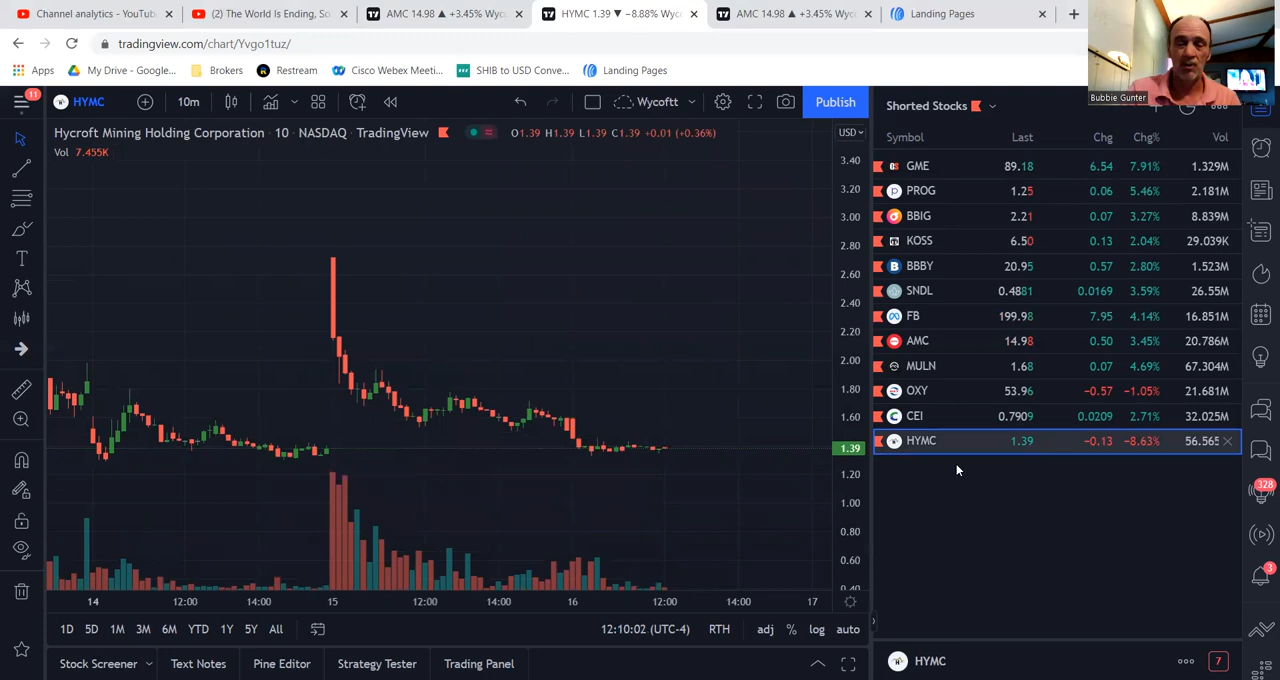 Channel analytics - YouTu
(2) The World Is Ending, So
AMC 14.98 ▲ +3.45% Wyc
HYMC 1.39 ▼ −8.88% Wyc
AMC 14.98 ▲ +3.45% Wyc
Landing Pages
tradingview.com/chart/Yvgo1tuz/
Apps
My Drive - Google...
Brokers
Restream
Cisco Webex Meeti...
SHIB to USD Conve...
Landing Pages
Bubbie Gunter
11
HYMC
10m
Wycoftt
Publish
Shorted Stocks
Hycroft Mining Holding Corporation · 10 · NASDAQ · TradingView
O1.39 H1.39 L1.39 C1.39 +0.01 (+0.36%)
USD
Vol 7.455K
Symbol Last Chg Chg% Vol
GME 89.18 6.54 7.91% 1.329M
PROG 1.25 0.06 5.46% 2.181M
BBIG 2.21 0.07 3.27% 8.839M
KOSS 6.50 0.13 2.04% 29.039K
BBBY 20.95 0.57 2.80% 1.523M
SNDL 0.4881 0.0169 3.59% 26.55M
FB 199.98 7.95 4.14% 16.851M
AMC 14.98 0.50 3.45% 20.786M
MULN 1.68 0.07 4.69% 67.304M
OXY 53.96 −0.57 −1.05% 21.681M
CEI 0.7909 0.0209 2.71% 32.025M
HYMC 1.39 −0.13 −8.63% 56.565
3.40
3.20
3.00
2.80
2.60
2.40
2.20
2.00
1.80
1.60
1.39
1.20
1.00
0.80
0.60
0.40
328
3
14 12:00 14:00 15 12:00 14:00 16 12:00 14:00 17
1D 5D 1M 3M 6M YTD 1Y 5Y All
12:10:02 (UTC-4) RTH adj % log auto
Stock Screener Text Notes Pine Editor Strategy Tester Trading Panel
HYMC
7